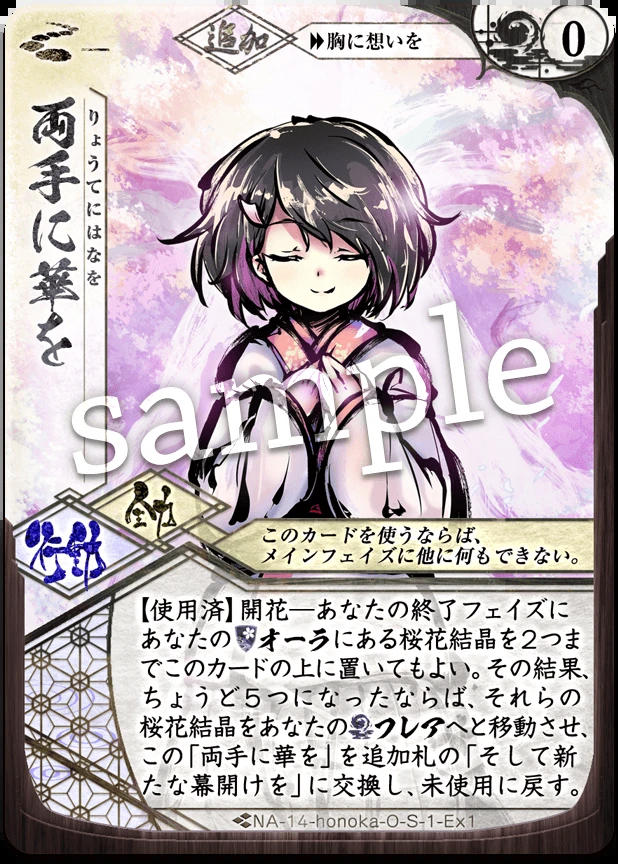 追加
▶▶胸に想いを
0
両手に華を
りょうてにはなを
sample
行動
全力
このカードを使うならば、
メインフェイズに他に何もできない。
【使用済】開花―あなたの終了フェイズに
あなたのオーラにある桜花結晶を２つま
でこのカードの上に置いてもよい。その結果、
ちょうど５つになったならば、それらの
桜花結晶をあなたのフレアへと移動させ、
この「両手に華を」を追加札の「そして新
たな幕開けを」に交換し、未使用に戻す。
NA-14-honoka-O-S-1-Ex1